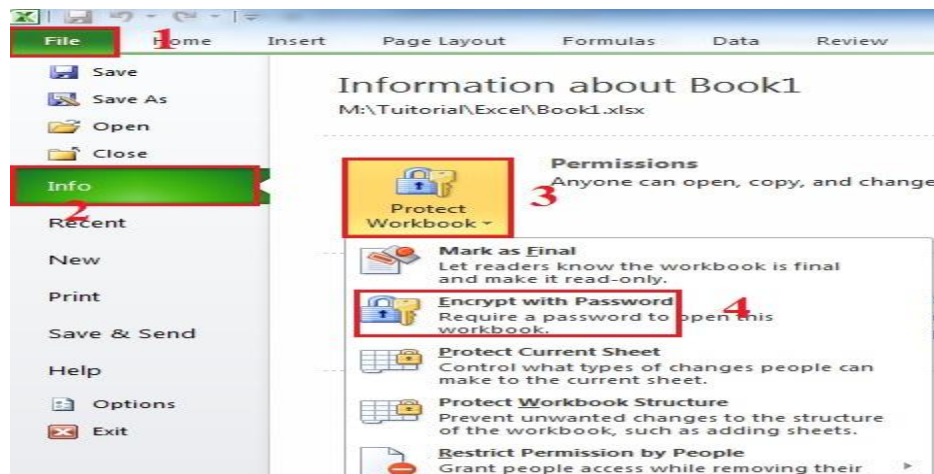 File 1 Home Insert Page Layout Formulas Data Review
Save
Save As
Open
Close
Info
2
Recent
New
Print
Save & Send
Help
Options
Exit
Information about Book1
M:\Tuitorial\Excel\Book1.xlsx
Protect
Workbook
3
Permissions
Anyone can open, copy, and change
Mark as Final
Let readers know the workbook is final
and make it read-only.
Encrypt with Password
Require a password to open this
workbook.
4
Protect Current Sheet
Control what types of changes people can
make to the current sheet.
Protect Workbook Structure
Prevent unwanted changes to the structure
of the workbook, such as adding sheets.
Restrict Permission by People
Grant people access while removing their